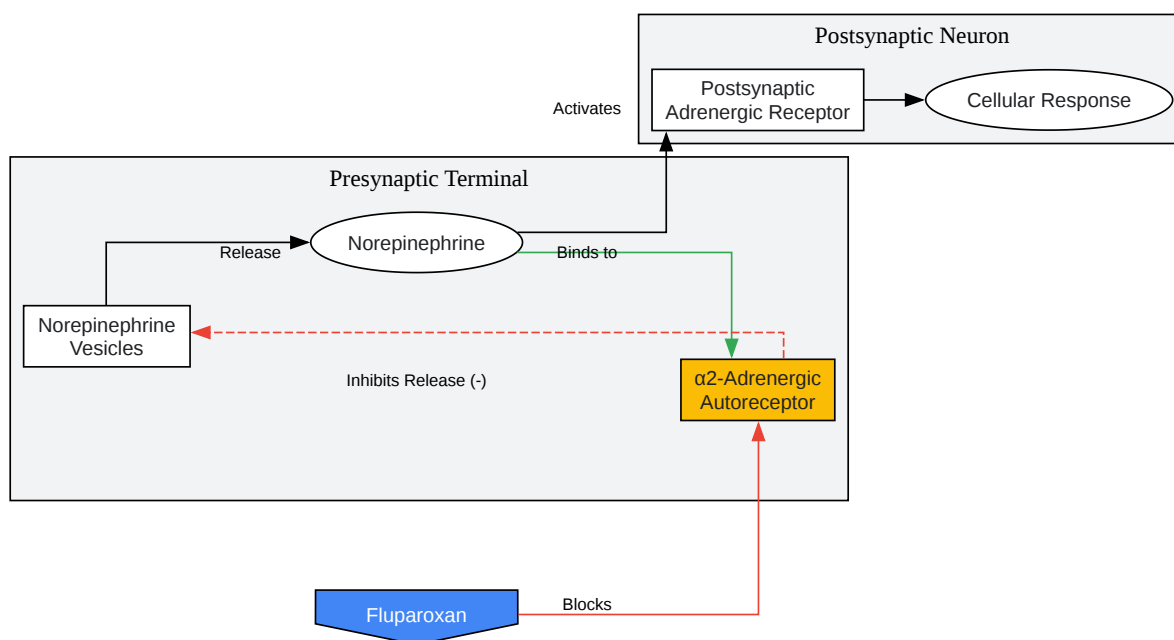 Postsynaptic Neuron
Postsynaptic
Adrenergic Receptor
Cellular Response
Activates
Presynaptic Terminal
Norepinephrine
Release
Binds to
Norepinephrine
Vesicles
α2-Adrenergic
Autoreceptor
Inhibits Release (-)
Fluparoxan
Blocks